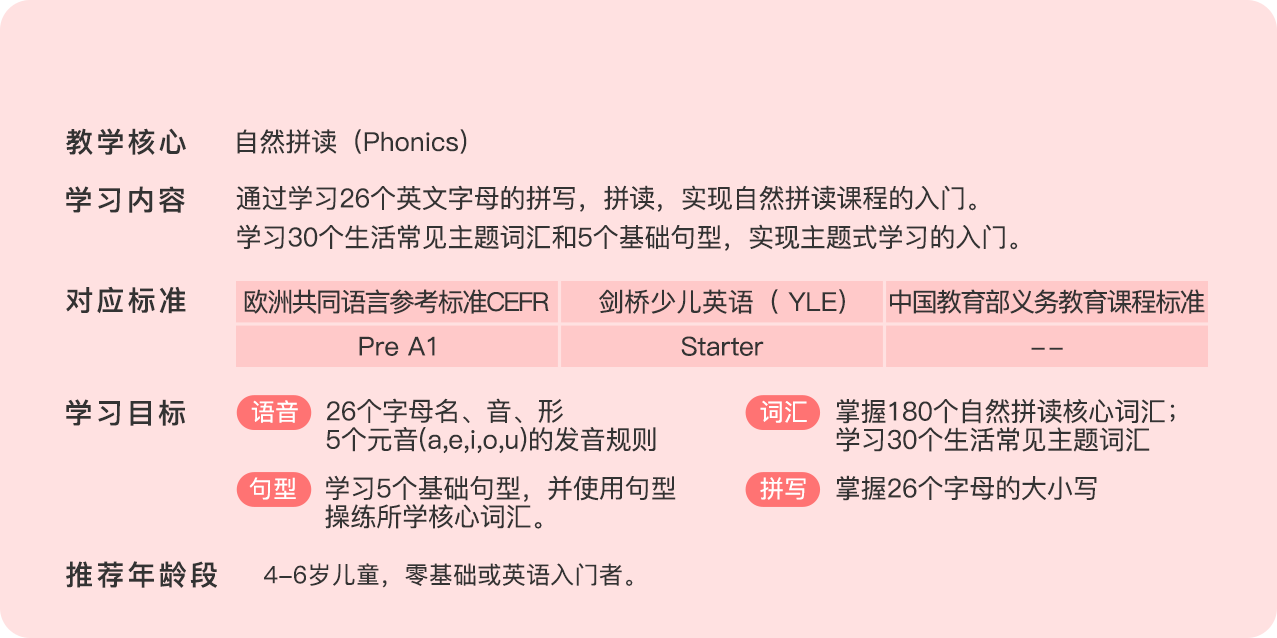 教学核心 自然拼读（Phonics）
学习内容 通过学习26个英文字母的拼写，拼读，实现自然拼读课程的入门。
学习30个生活常见主题词汇和5个基础句型，实现主题式学习的入门。
对应标准 欧洲共同语言参考标准CEFR 剑桥少儿英语（ YLE） 中国教育部义务教育课程标准
Pre A1 Starter --
学习目标 语音 26个字母名、音、形 词汇 掌握180个自然拼读核心词汇；
5个元音(a,e,i,o,u)的发音规则 学习30个生活常见主题词汇
句型 学习5个基础句型，并使用句型 拼写 掌握26个字母的大小写
操练所学核心词汇。
推荐年龄段 4-6岁儿童，零基础或英语入门者。